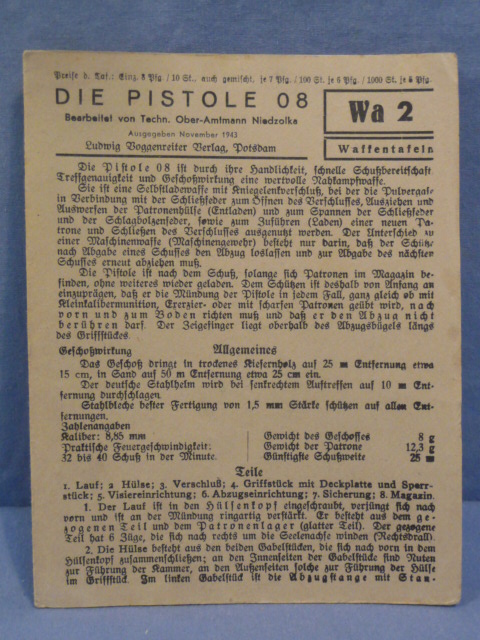 Preise d. Aufl: Einz. 8 Pfg. / 10 St., auch gemischt, je 7 Pfg. / 100 St. je 6 Pfg. / 1000 St. je 5 Pfg.
DIE PISTOLE 08
Bearbeitet von Techn. Ober-Amtmann Niedzolka
Ausgegeben November 1943
Ludwig Voggenreiter Verlag, Potsdam
Wa 2
Waffentafeln
Die Pistole 08 ist durch ihre Handlichkeit, schnelle Schußbereitschaft
Treffgenauigkeit und Geschoßwirkung eine wertvolle Nahkampfwaffe.
Sie ist eine Selbstladewaffe mit Kniegelenkverschluß, bei der die Pulvergase
in Verbindung mit der Schließfeder zum Öffnen des Verschlusses, Ausziehen und
Auswerfen der Patronenhülse (Entladen) und zum Spannen der Schließfeder
und der Schlagbolzenfeder, sowie zum Zuführen (Laden) einer neuen Pa-
trone und Schließen des Verschlusses ausgenutzt werden. Der Unterschied zu
einer Maschinenwaffe (Maschinengewehr) besteht nur darin, daß der Schütze
nach Abgabe eines Schusses den Abzug loslassen und zur Abgabe des nächsten
Schusses erneut abziehen muß.
Die Pistole ist nach dem Schuß, solange sich Patronen im Magazin be-
finden, ohne weiteres wieder geladen. Dem Schützen ist deshalb von Anfang an
einzuprägen, daß er die Mündung der Pistole in jedem Fall, ganz gleich ob mit
Kleinkalibermunition, Exerzier- oder mit scharfen Patronen geübt wird, nach
vorn und zum Boden richten muß und daß er den Abzug nicht
berühren darf. Der Zeigefinger liegt oberhalb des Abzugsbügels längs
des Griffstückes.
Geschoßwirkung Allgemeines
Das Geschoß dringt in trockenes Kiefernholz auf 25 m Entfernung etwa
15 cm, in Sand auf 50 m Entfernung etwa 25 cm ein.
Der deutsche Stahlhelm wird bei senkrechtem Auftreffen auf 10 m Ent-
fernung durchschlagen.
Stahlbleche bester Fertigung von 1,5 mm Stärke schützen auf allen Ent-
fernungen.
Zahlenangaben
Kaliber: 8,85 mm
Praktische Feuergeschwindigkeit:
32 bis 40 Schuß in der Minute.
Gewicht des Geschosses 8 g
Gewicht der Patrone 12,3 g
Günstigste Schußweite 25 m
Teile
1. Lauf; 2 Hülse; 3. Verschluß; 4. Griffstück mit Deckplatte und Sperr-
stück; 5. Visiereinrichtung; 6. Abzugseinrichtung; 7. Sicherung; 8. Magazin.
1. Der Lauf ist in den Hülsenkopf eingeschraubt, verjüngt sich nach
vorn und ist an der Mündung ringartig verstärkt. Er besteht aus dem ge-
zogenen Teil und dem Patronenlager (glatter Teil). Der gezogene
Teil hat 6 Züge, die sich nach rechts um die Seelenachse winden (Rechtsdrall).
2. Die Hülse besteht aus den beiden Gabelstücken, die sich nach vorn in dem
Hülsenkopf zusammenschließen; an den Innenseiten der Gabelstücke sind Nuten
zur Führung der Kammer, an den Außenseiten solche zur Führung der Hülse
im Griffstück. Im linken Gabelstück ist die Abzugstange mit Stan-